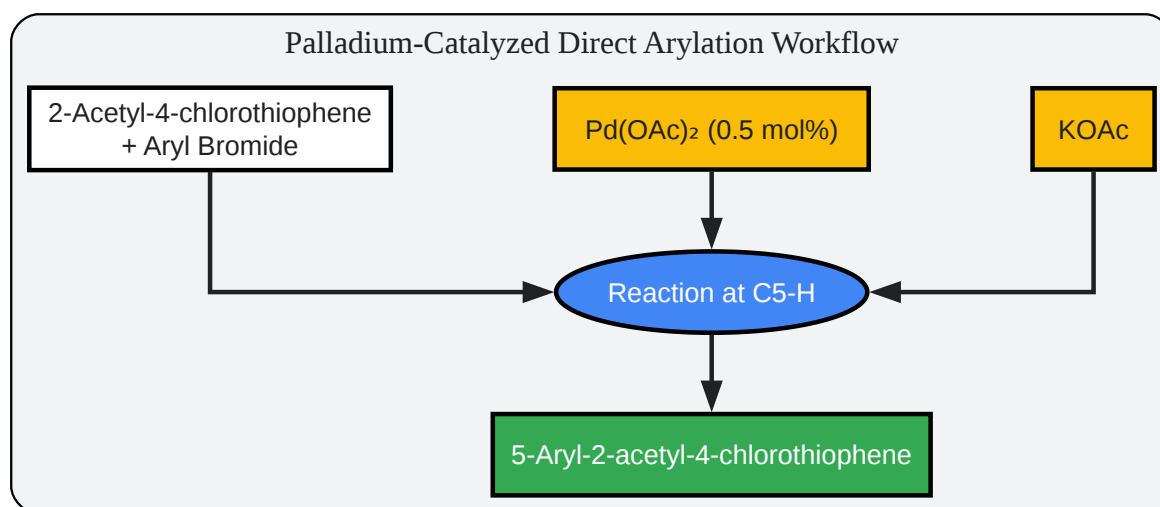 Palladium-Catalyzed Direct Arylation Workflow
2-Acetyl-4-chlorothiophene
+ Aryl Bromide
Pd(OAc)₂ (0.5 mol%)
KOAc
Reaction at C5-H
5-Aryl-2-acetyl-4-chlorothiophene